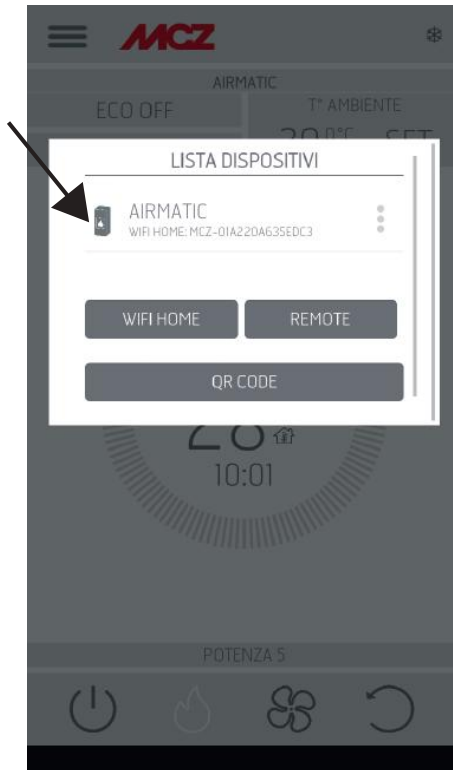 MCZ
AIRMATIC
ECO OFF
T° AMBIENTE
SET
LISTA DISPOSITIVI
AIRMATIC
WIFI HOME: MCZ-01A220A635EDC3
WIFI HOME
REMOTE
QR CODE
10:01
POTENZA 5